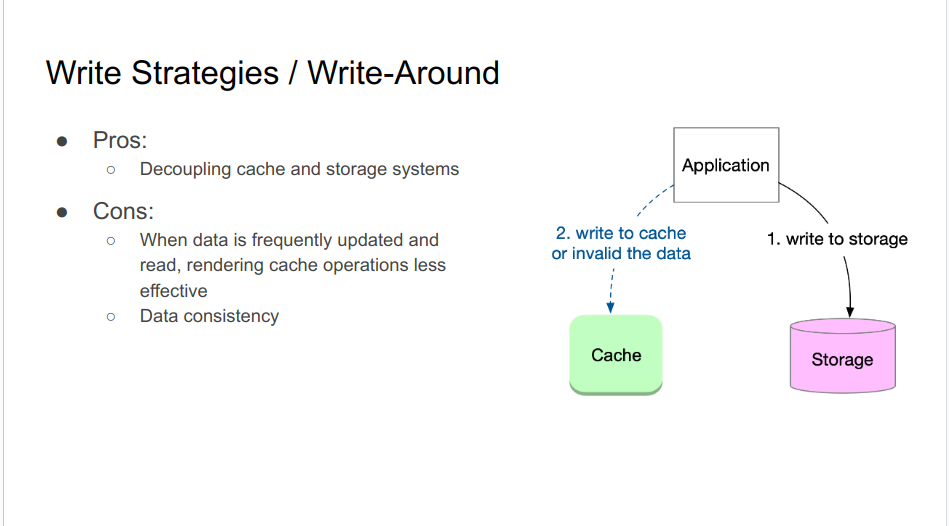 Write Strategies / Write-Around
● Pros:
○ Decoupling cache and storage systems
● Cons:
○ When data is frequently updated and
read, rendering cache operations less
effective
○ Data consistency
Application
2. write to cache
or invalid the data
1. write to storage
Cache
Storage